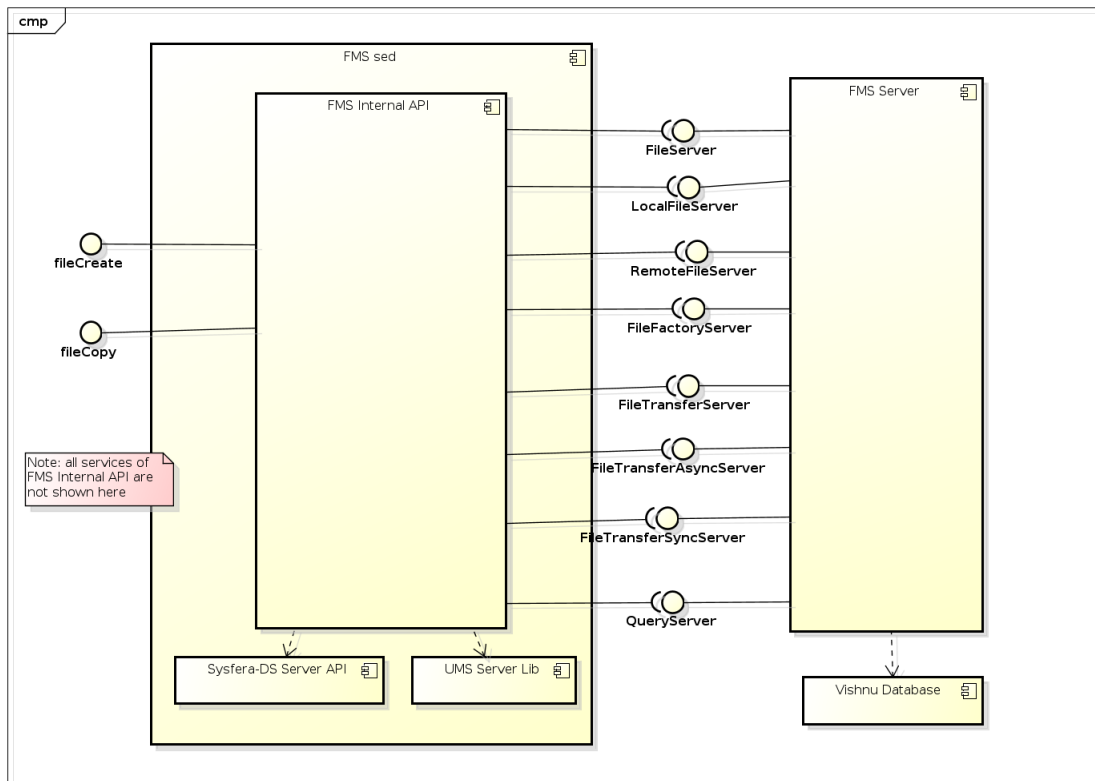 cmp
FMS sed
FMS Internal API
FMS Server
FileServer
LocalFileServer
fileCreate
RemoteFileServer
FileFactoryServer
fileCopy
FileTransferServer
Note: all services of
FMS Internal API are
not shown here
FileTransferAsyncServer
FileTransferSyncServer
QueryServer
Sysfera-DS Server API
UMS Server Lib
Vishnu Database